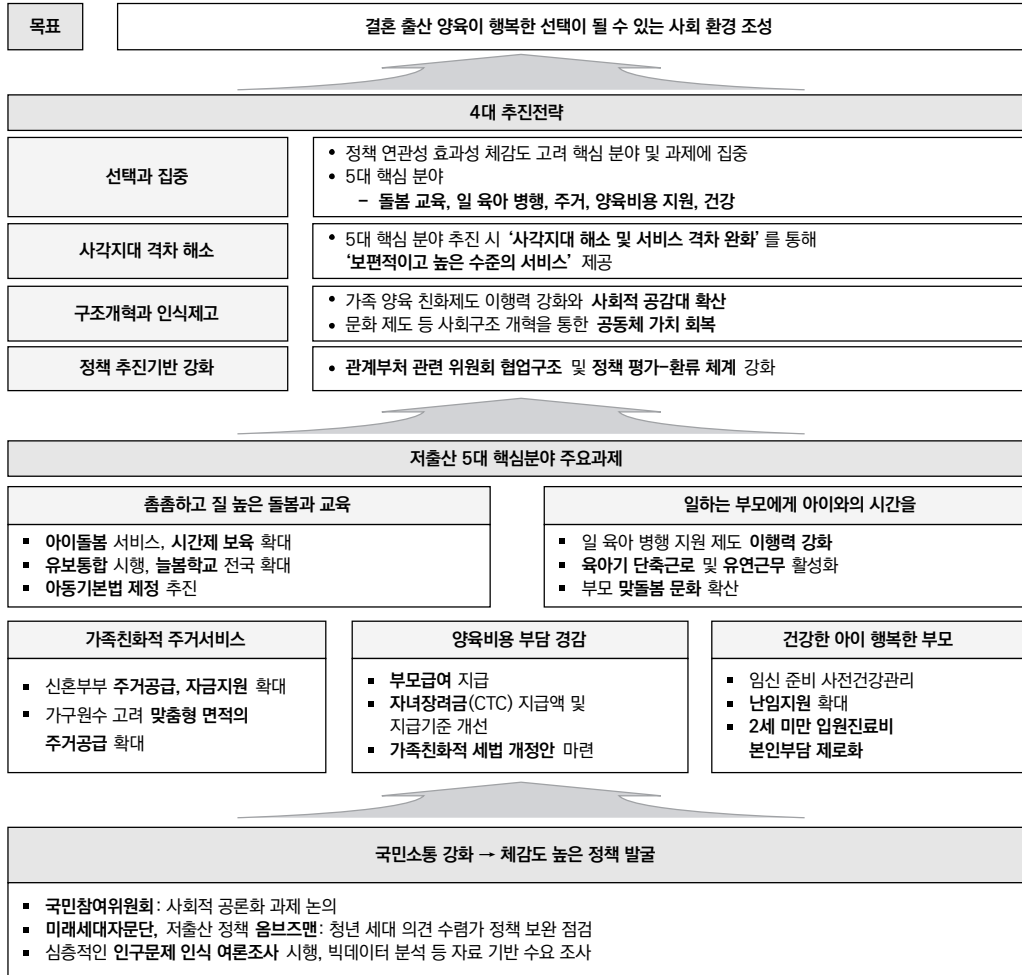 목표
결혼 출산 양육이 행복한 선택이 될 수 있는 사회 환경 조성
4대 추진전략
선택과 집중
• 정책 연관성 효과성 체감도 고려 핵심 분야 및 과제에 집중
• 5대 핵심 분야
– 돌봄 교육, 일 육아 병행, 주거, 양육비용 지원, 건강
사각지대 격차 해소
• 5대 핵심 분야 추진 시 ‘사각지대 해소 및 서비스 격차 완화’ 를 통해
‘보편적이고 높은 수준의 서비스’ 제공
구조개혁과 인식제고
• 가족 양육 친화제도 이행력 강화와 사회적 공감대 확산
• 문화 제도 등 사회구조 개혁을 통한 공동체 가치 회복
정책 추진기반 강화
• 관계부처 관련 위원회 협업구조 및 정책 평가–환류 체계 강화
저출산 5대 핵심분야 주요과제
촘촘하고 질 높은 돌봄과 교육
▪ 아이돌봄 서비스, 시간제 보육 확대
▪ 유보통합 시행, 늘봄학교 전국 확대
▪ 아동기본법 제정 추진
일하는 부모에게 아이와의 시간을
▪ 일 육아 병행 지원 제도 이행력 강화
▪ 육아기 단축근로 및 유연근무 활성화
▪ 부모 맞돌봄 문화 확산
가족친화적 주거서비스
▪ 신혼부부 주거공급, 자금지원 확대
▪ 가구원수 고려 맞춤형 면적의
주거공급 확대
양육비용 부담 경감
▪ 부모급여 지급
▪ 자녀장려금(CTC) 지급액 및
지급기준 개선
▪ 가족친화적 세법 개정안 마련
건강한 아이 행복한 부모
▪ 임신 준비 사전건강관리
▪ 난임지원 확대
▪ 2세 미만 입원진료비
본인부담 제로화
국민소통 강화 → 체감도 높은 정책 발굴
▪ 국민참여위원회: 사회적 공론화 과제 논의
▪ 미래세대자문단, 저출산 정책 옴브즈맨: 청년 세대 의견 수렴가 정책 보완 점검
▪ 심층적인 인구문제 인식 여론조사 시행, 빅데이터 분석 등 자료 기반 수요 조사